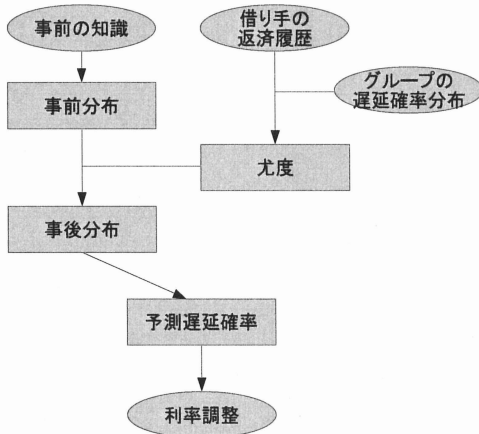 事前の知識
借り手の
返済履歴
グループの
遅延確率分布
事前分布
尤度
事後分布
予測遅延確率
利率調整